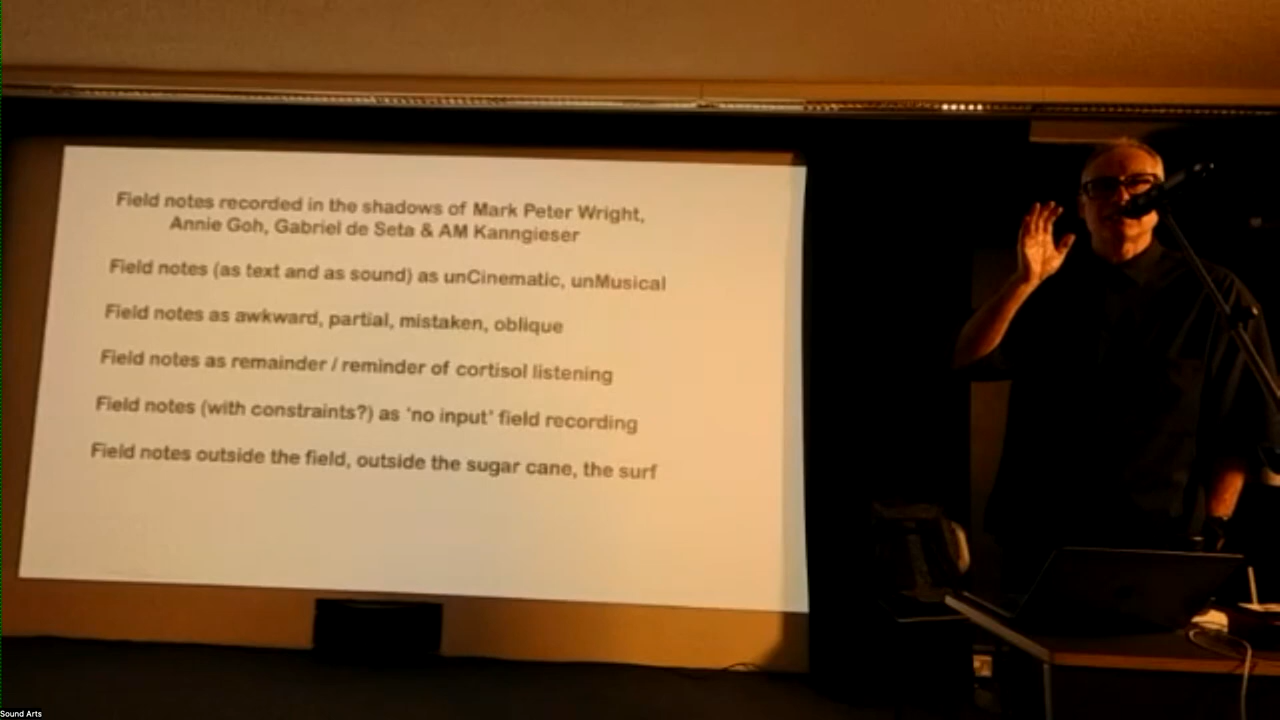 Field notes recorded in the shadows of Mark Peter Wright,
Annie Goh, Gabriel de Seta & AM Kanngieser
Field notes (as text and as sound) as unCinematic, unMusical
Field notes as awkward, partial, mistaken, oblique
Field notes as remainder / reminder of cortisol listening
Field notes (with constraints?) as 'no input' field recording
Field notes outside the field, outside the sugar cane, the surf
Sound Arts